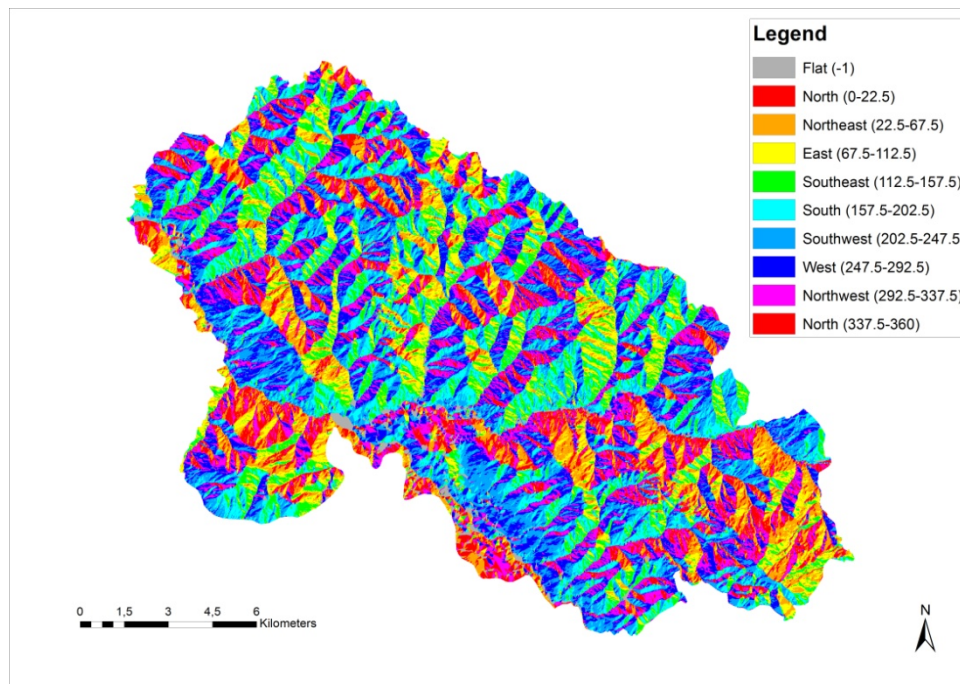 Legend
Flat (-1)
North (0-22.5)
Northeast (22.5-67.5)
East (67.5-112.5)
Southeast (112.5-157.5)
South (157.5-202.5)
Southwest (202.5-247.5)
West (247.5-292.5)
Northwest (292.5-337.5)
North (337.5-360)
0 1,5 3 4,5 6
Kilometers
N